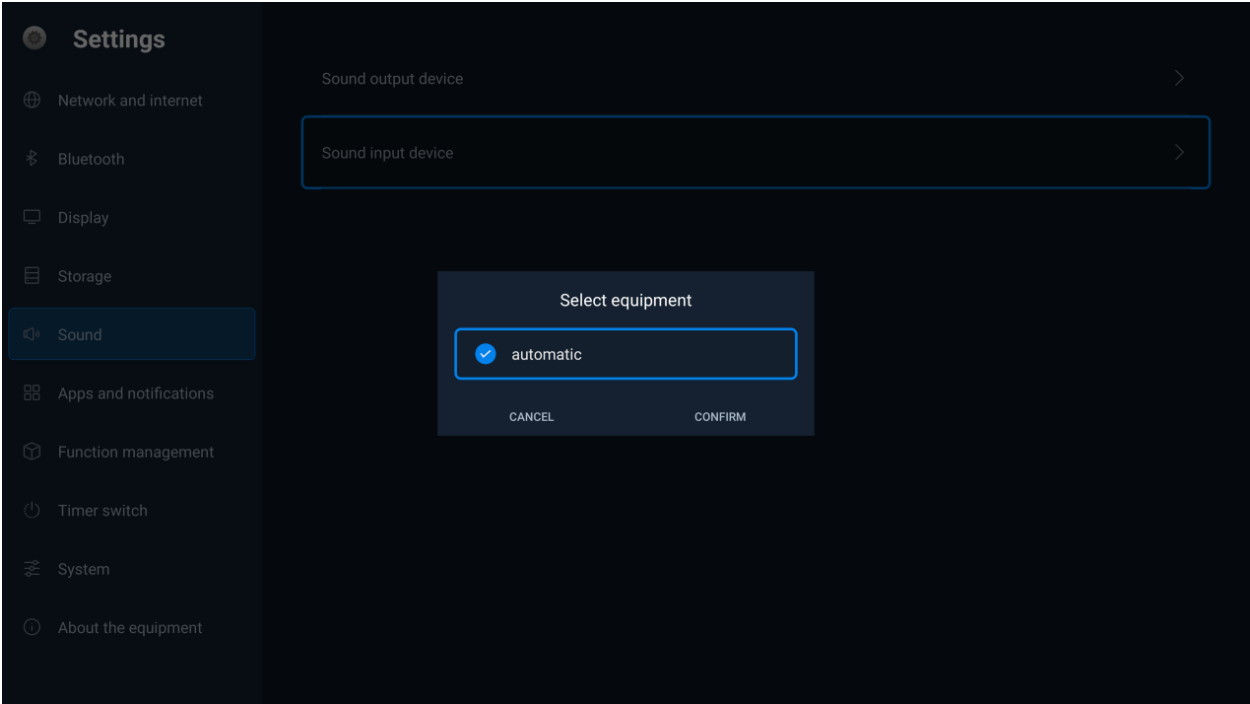 Settings
Network and internet
Bluetooth
Display
Storage
Sound
Apps and notifications
Function management
Timer switch
System
About the equipment
Sound output device
Sound input device
Select equipment
automatic
CANCEL CONFIRM